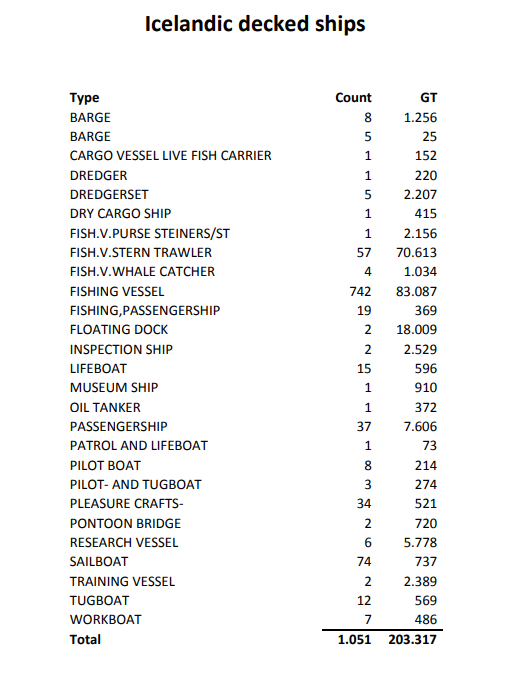 Icelandic decked ships
Type Count GT
BARGE 8 1.256
BARGE 5 25
CARGO VESSEL LIVE FISH CARRIER 1 152
DREDGER 1 220
DREDGERSET 5 2.207
DRY CARGO SHIP 1 415
FISH.V.PURSE STEINERS/ST 1 2.156
FISH.V.STERN TRAWLER 57 70.613
FISH.V.WHALE CATCHER 4 1.034
FISHING VESSEL 742 83.087
FISHING,PASSENGERSHIP 19 369
FLOATING DOCK 2 18.009
INSPECTION SHIP 2 2.529
LIFEBOAT 15 596
MUSEUM SHIP 1 910
OIL TANKER 1 372
PASSENGERSHIP 37 7.606
PATROL AND LIFEBOAT 1 73
PILOT BOAT 8 214
PILOT- AND TUGBOAT 3 274
PLEASURE CRAFTS- 34 521
PONTOON BRIDGE 2 720
RESEARCH VESSEL 6 5.778
SAILBOAT 74 737
TRAINING VESSEL 2 2.389
TUGBOAT 12 569
WORKBOAT 7 486
Total 1.051 203.317